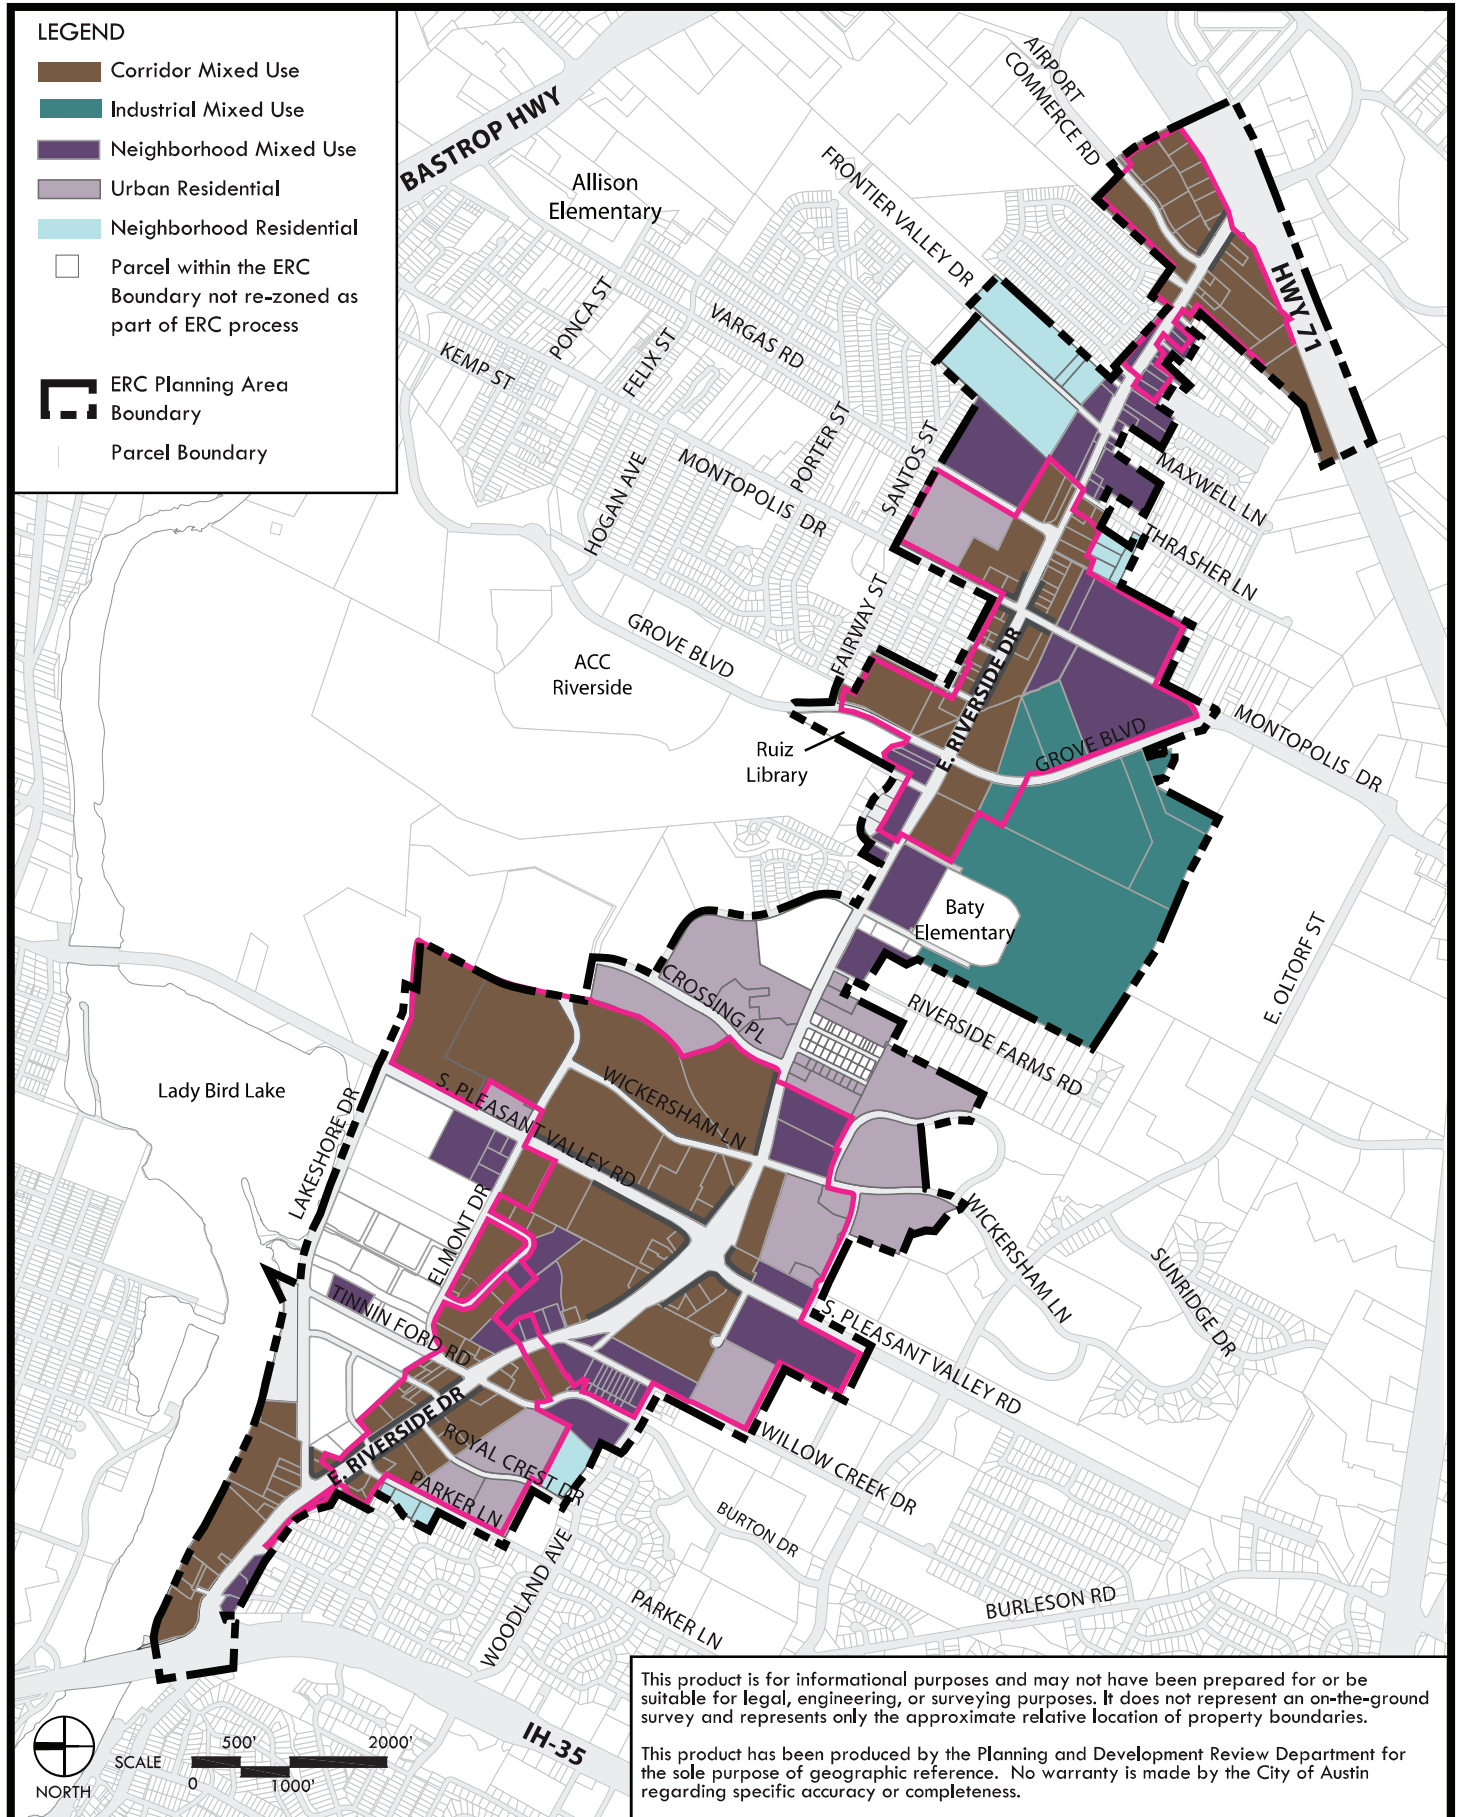 LEGEND
Corridor Mixed Use
Industrial Mixed Use
Neighborhood Mixed Use
Urban Residential
Neighborhood Residential
Parcel within the ERC
Boundary not re-zoned as
part of ERC process
ERC Planning Area
Boundary
Parcel Boundary
BASTROP HWY
AIRPORT
COMMERCE RD
Allison
Elementary
FRONTIER VALLEY DR
HWY 71
PONCA ST
VARGAS RD
FELIX ST
KEMP ST
PORTER ST
SANTOS ST
HOGAN AVE
MONTOPOLIS DR
MAXWELL LN
THRASHER LN
FAIRWAY ST
GROVE BLVD
ACC
Riverside
E. RIVERSIDE DR
Ruiz
Library
GROVE BLVD
MONTOPOLIS DR
Baty
Elementary
E. OLTORF ST
CROSSING PL
RIVERSIDE FARMS RD
Lady Bird Lake
LAKESHORE DR
S. PLEASANT VALLEY RD
WICKERSHAM LN
ELMONT DR
WICKERSHAM LN
SUNRIDGE DR
TINNIN FORD RD
S. PLEASANT VALLEY RD
E. RIVERSIDE DR
ROYAL CREST DR
PARKER LN
WILLOW CREEK DR
BURTON DR
WOODLAND AVE
PARKER LN
BURLESON RD
IH-35
NORTH
SCALE
500'
2000'
0
1000'
This product is for informational purposes and may not have been prepared for or be
suitable for legal, engineering, or surveying purposes. It does not represent an on-the-ground
survey and represents only the approximate relative location of property boundaries.
This product has been produced by the Planning and Development Review Department for
the sole purpose of geographic reference. No warranty is made by the City of Austin
regarding specific accuracy or completeness.